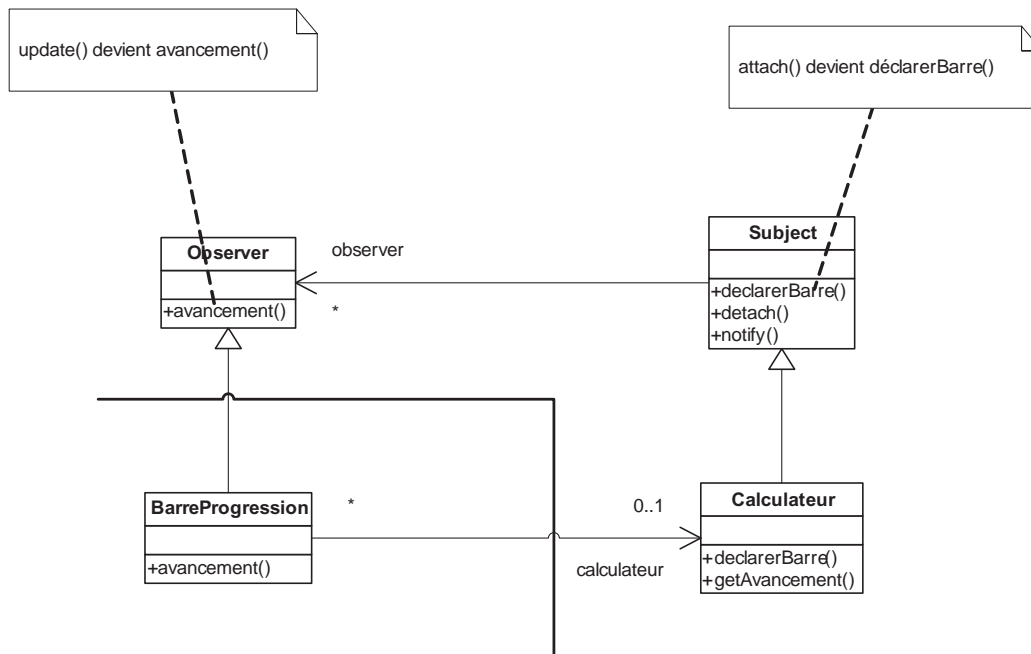 update() devient avancement()
attach() devient déclarerBarre()
Observer
+avancement()
observer
*
Subject
+declarerBarre()
+detach()
+notify()
BarreProgression
+avancement()
*
0..1
calculateur
Calculateur
+declarerBarre()
+getAvancement()